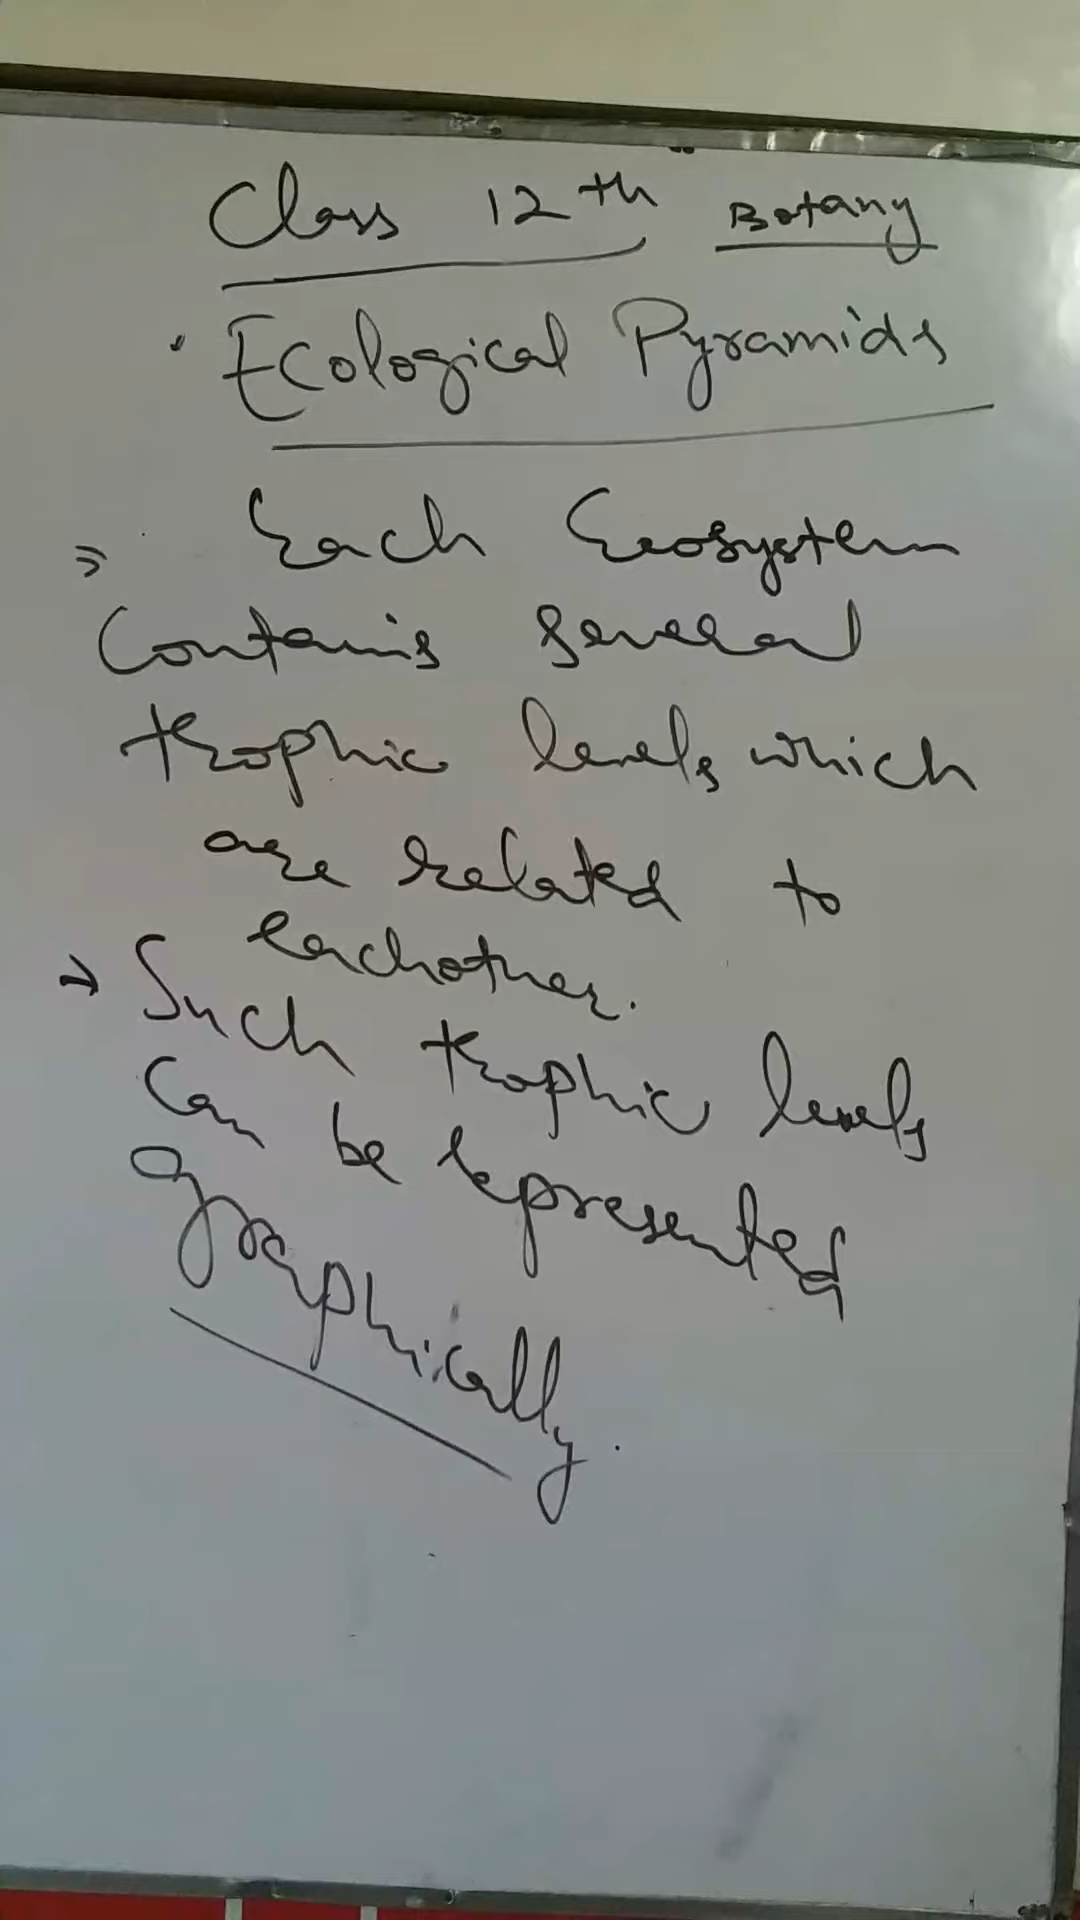 Class 12th Botany
• Ecological Pyramids
⇒ Each Ecosystem
Contains several
trophic levels which
are related to
eachother.
→ Such trophic levels
Can be represented
graphically.